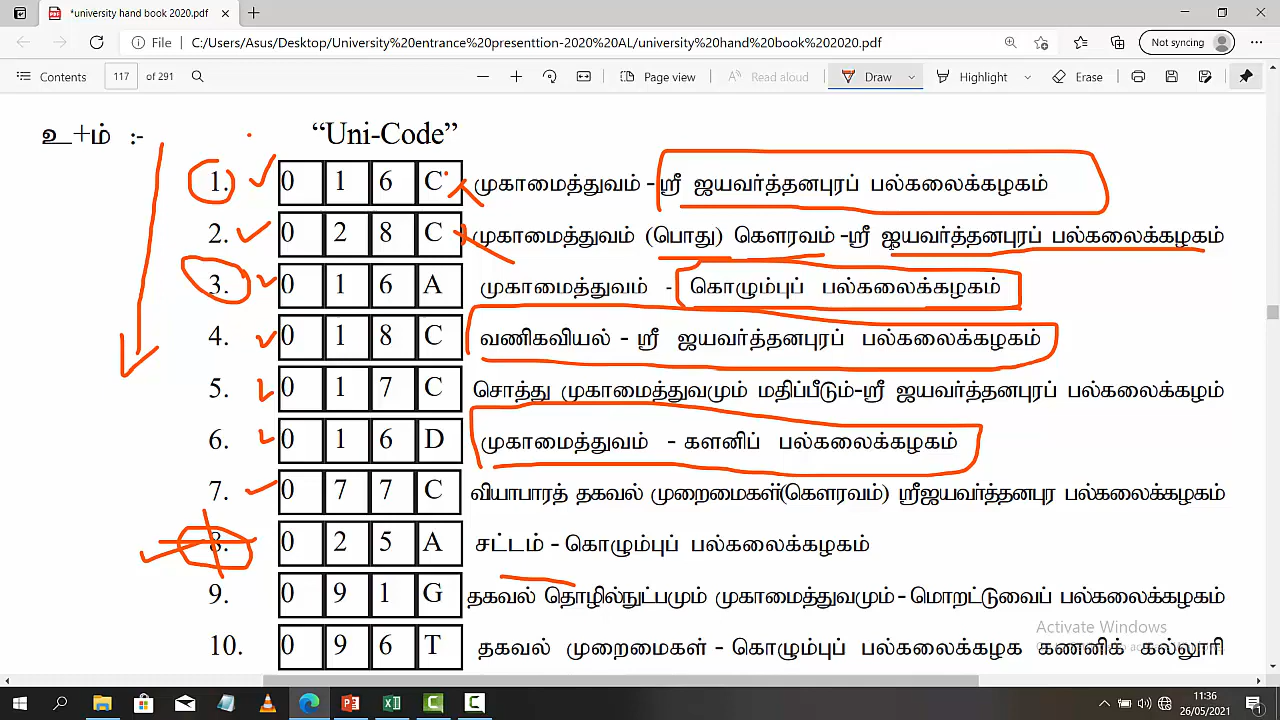 *university hand book 2020.pdf
File C:/Users/Asus/Desktop/University%20entrance%20presenttion-2020%20AL/university%20hand%20book%202020.pdf Not syncing
Contents 117 of 291 Page view Read aloud Draw Highlight Erase
உ+ம் :- “Uni-Code”
1. 0 1 6 C முகாமைத்துவம் - ஸ்ரீ ஜயவர்த்தனபுரப் பல்கலைக்கழகம்
2. 0 2 8 C முகாமைத்துவம் (பொது) கௌரவம் -ஸ்ரீ ஜயவர்த்தனபுரப் பல்கலைக்கழகம்
3. 0 1 6 A முகாமைத்துவம் - கொழும்புப் பல்கலைக்கழகம்
4. 0 1 8 C வணிகவியல் - ஸ்ரீ ஜயவர்த்தனபுரப் பல்கலைக்கழகம்
5. 0 1 7 C சொத்து முகாமைத்துவமும் மதிப்பீடும்-ஸ்ரீ ஜயவர்த்தனபுரப் பல்கலைக்கழம்
6. 0 1 6 D முகாமைத்துவம் - களனிப் பல்கலைக்கழகம்
7. 0 7 7 C வியாபாரத் தகவல் முறைமைகள்(கௌரவம்) ஸ்ரீஜயவர்த்தனபுர பல்கலைக்கழகம்
8. 0 2 5 A சட்டம் - கொழும்புப் பல்கலைக்கழகம்
9. 0 9 1 G தகவல் தொழில்நுட்பமும் முகாமைத்துவமும் - மொறட்டுவைப் பல்கலைக்கழகம்
10. 0 9 6 T தகவல் முறைமைகள் - கொழும்புப் பல்கலைக்கழக கணனிக் கல்லூரி
Activate Windows
11:36
26/05/2021